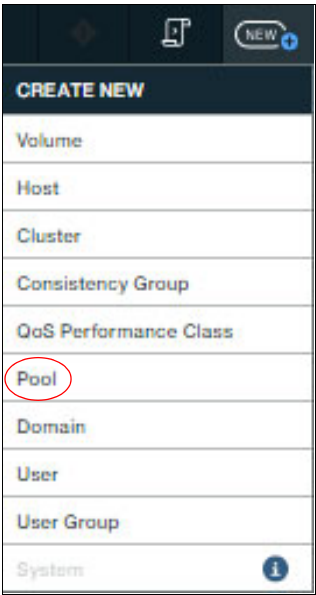 NEW
CREATE NEW
Volume
Host
Cluster
Consistency Group
QoS Performance Class
Pool
Domain
User
User Group
System